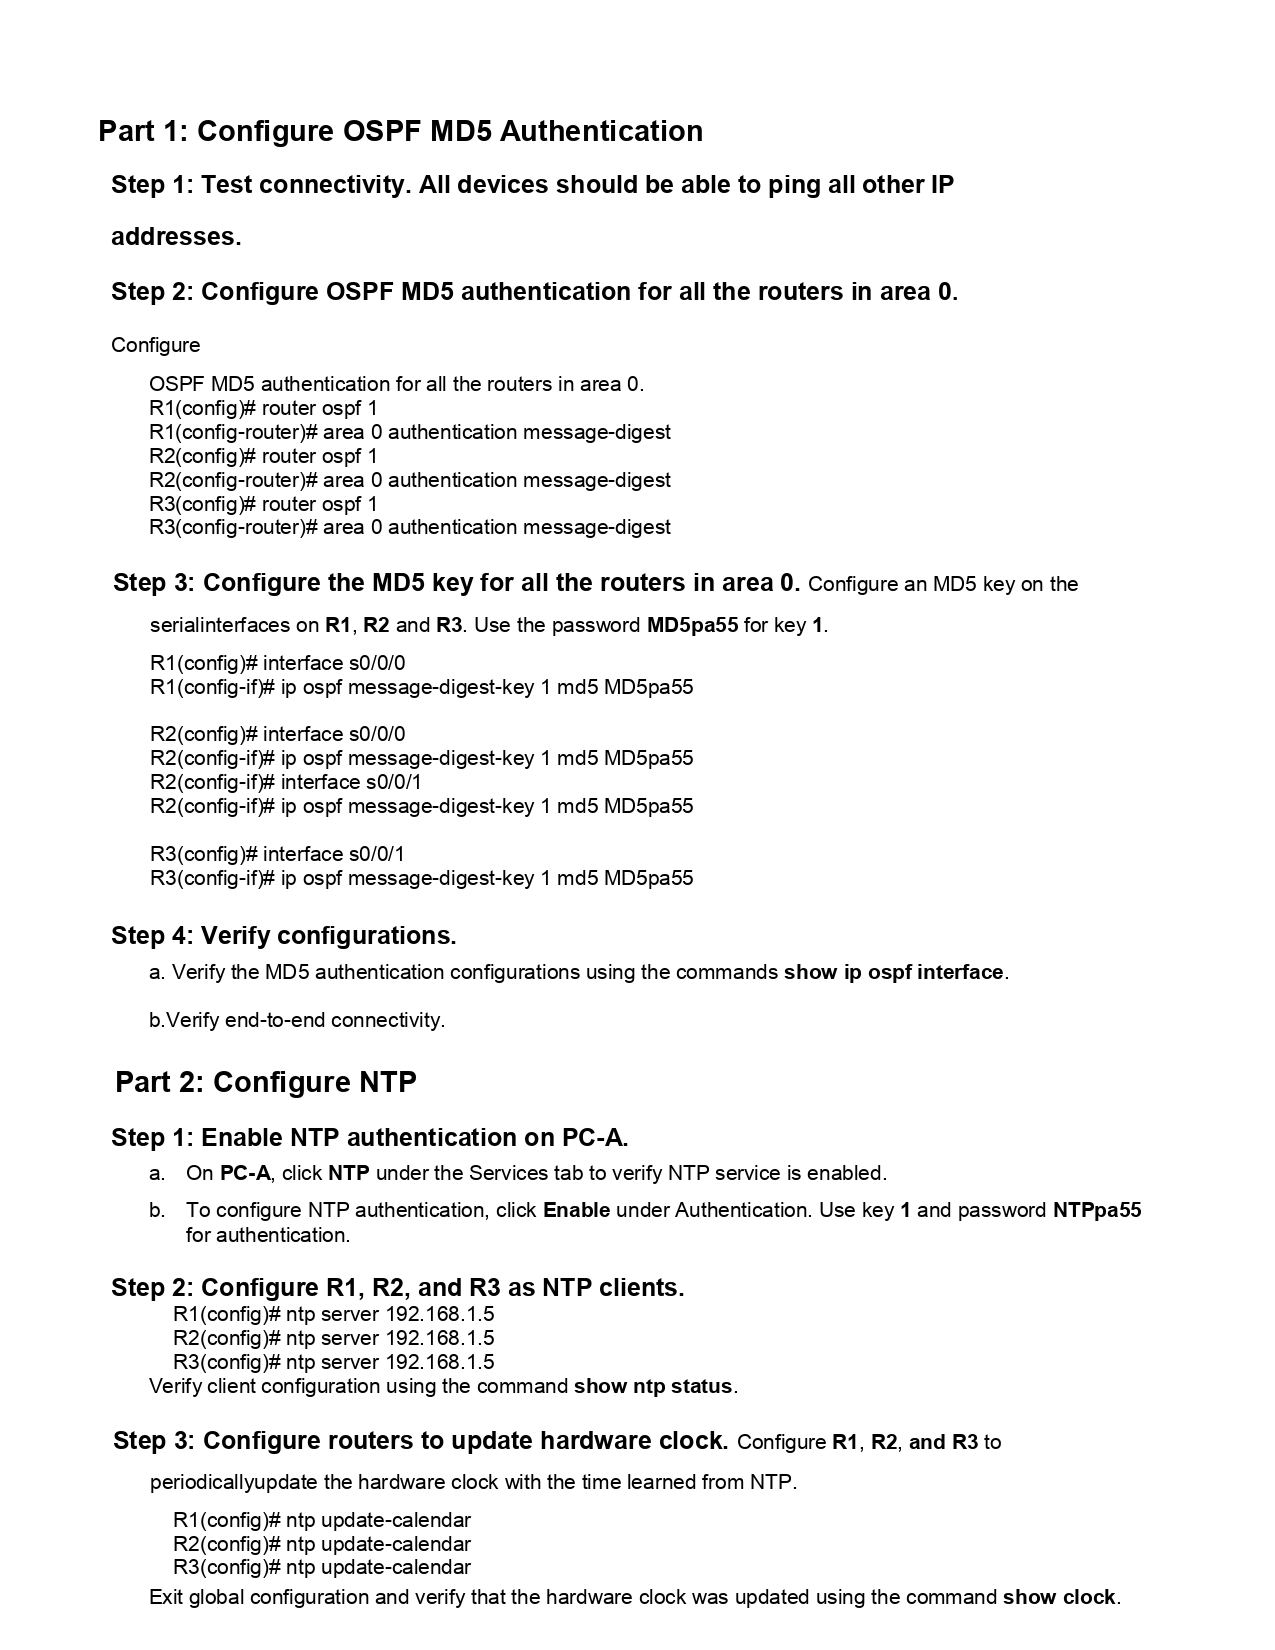 Part 1: Configure OSPF MD5 Authentication
Step 1: Test connectivity. All devices should be able to ping all other IP
addresses.
Step 2: Configure OSPF MD5 authentication for all the routers in area 0.
Configure
OSPF MD5 authentication for all the routers in area 0.
R1(config)# router ospf 1
R1(config-router)# area 0 authentication message-digest
R2(config)# router ospf 1
R2(config-router)# area 0 authentication message-digest
R3(config)# router ospf 1
R3(config-router)# area 0 authentication message-digest
Step 3: Configure the MD5 key for all the routers in area 0. Configure an MD5 key on the
serialinterfaces on R1, R2 and R3. Use the password MD5pa55 for key 1.
R1(config)# interface s0/0/0
R1(config-if)# ip ospf message-digest-key 1 md5 MD5pa55
R2(config)# interface s0/0/0
R2(config-if)# ip ospf message-digest-key 1 md5 MD5pa55
R2(config-if)# interface s0/0/1
R2(config-if)# ip ospf message-digest-key 1 md5 MD5pa55
R3(config)# interface s0/0/1
R3(config-if)# ip ospf message-digest-key 1 md5 MD5pa55
Step 4: Verify configurations.
a. Verify the MD5 authentication configurations using the commands show ip ospf interface.
b.Verify end-to-end connectivity.
Part 2: Configure NTP
Step 1: Enable NTP authentication on PC-A.
a. On PC-A, click NTP under the Services tab to verify NTP service is enabled.
b. To configure NTP authentication, click Enable under Authentication. Use key 1 and password NTPpa55
for authentication.
Step 2: Configure R1, R2, and R3 as NTP clients.
R1(config)# ntp server 192.168.1.5
R2(config)# ntp server 192.168.1.5
R3(config)# ntp server 192.168.1.5
Verify client configuration using the command show ntp status.
Step 3: Configure routers to update hardware clock. Configure R1, R2, and R3 to
periodicallyupdate the hardware clock with the time learned from NTP.
R1(config)# ntp update-calendar
R2(config)# ntp update-calendar
R3(config)# ntp update-calendar
Exit global configuration and verify that the hardware clock was updated using the command show clock.